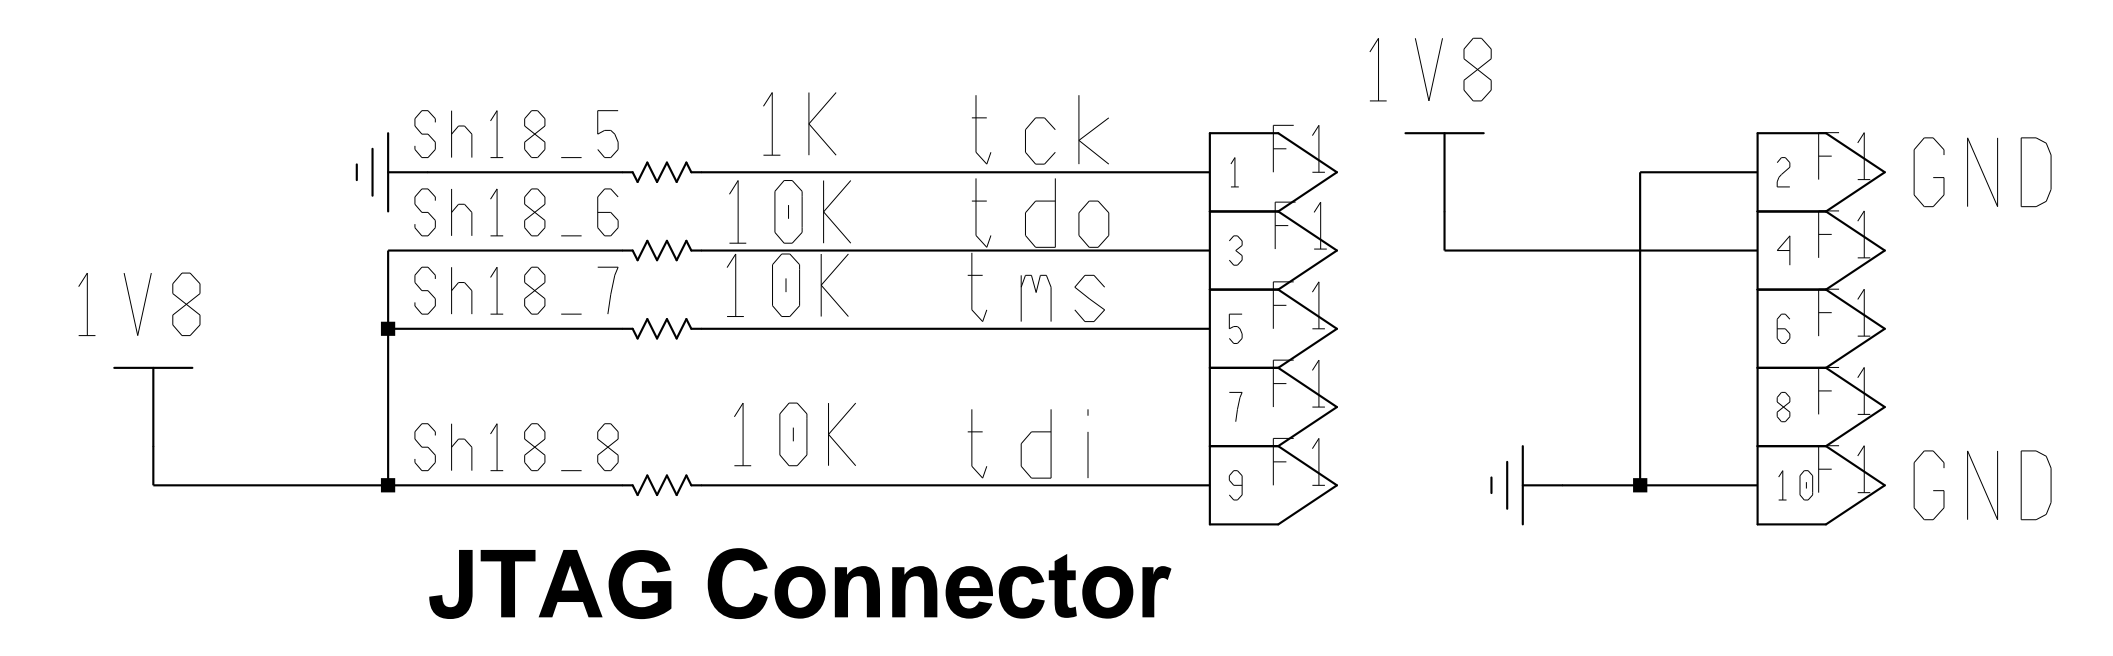 1V8
Sh18_5 1K tck 1 F1 2 F1 GND
Sh18_6 10K tdo 3 F1 4 F1
Sh18_7 10K tms 5 F1 6 F1
1V8
7 F1 8 F1
Sh18_8 10K tdi 9 F1 10 F1 GND
JTAG Connector